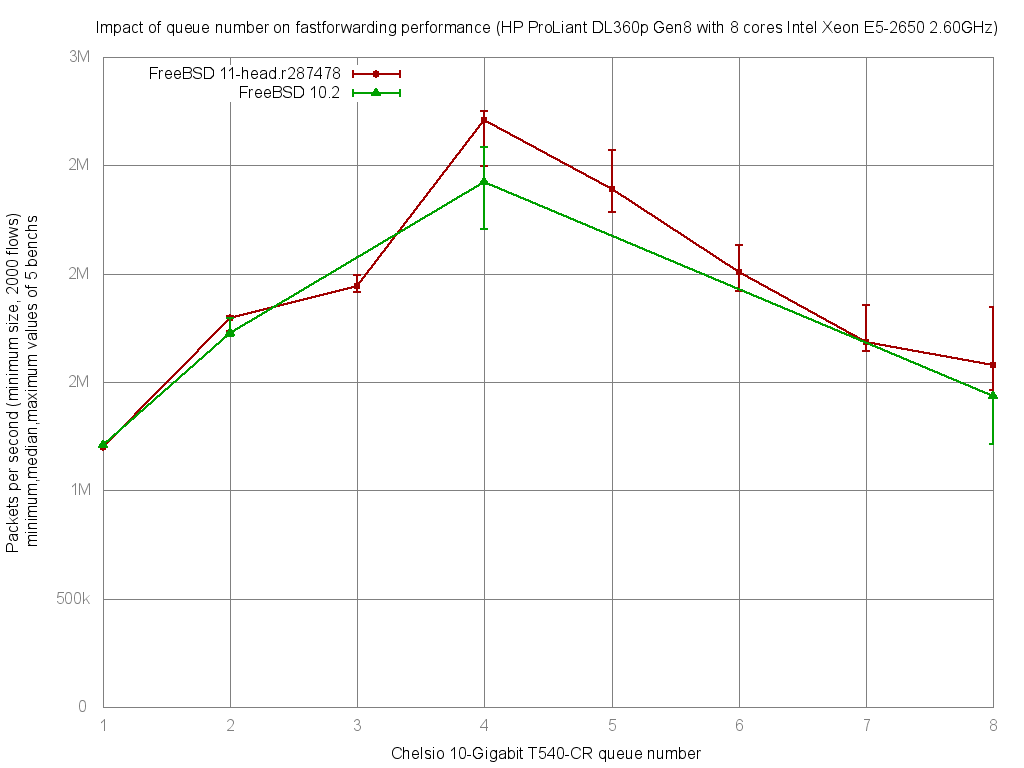 Impact of queue number on fastforwarding performance (HP ProLiant DL360p Gen8 with 8 cores Intel Xeon E5-2650 2.60GHz)
FreeBSD 11-head.r287478
FreeBSD 10.2
3M
2M
2M
2M
1M
500k
0
Packets per second (minimum size, 2000 flows)
minimum,median,maximum values of 5 benchs
1 2 3 4 5 6 7 8
Chelsio 10-Gigabit T540-CR queue number